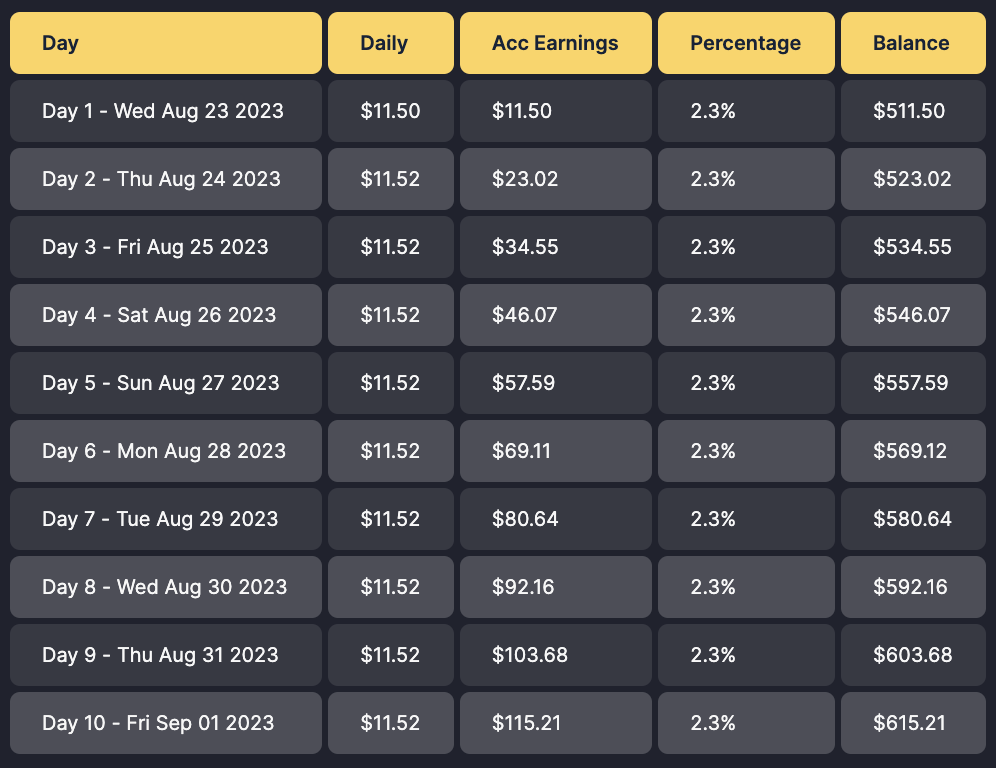 Day Daily Acc Earnings Percentage Balance
Day 1 - Wed Aug 23 2023 $11.50 $11.50 2.3% $511.50
Day 2 - Thu Aug 24 2023 $11.52 $23.02 2.3% $523.02
Day 3 - Fri Aug 25 2023 $11.52 $34.55 2.3% $534.55
Day 4 - Sat Aug 26 2023 $11.52 $46.07 2.3% $546.07
Day 5 - Sun Aug 27 2023 $11.52 $57.59 2.3% $557.59
Day 6 - Mon Aug 28 2023 $11.52 $69.11 2.3% $569.12
Day 7 - Tue Aug 29 2023 $11.52 $80.64 2.3% $580.64
Day 8 - Wed Aug 30 2023 $11.52 $92.16 2.3% $592.16
Day 9 - Thu Aug 31 2023 $11.52 $103.68 2.3% $603.68
Day 10 - Fri Sep 01 2023 $11.52 $115.21 2.3% $615.21